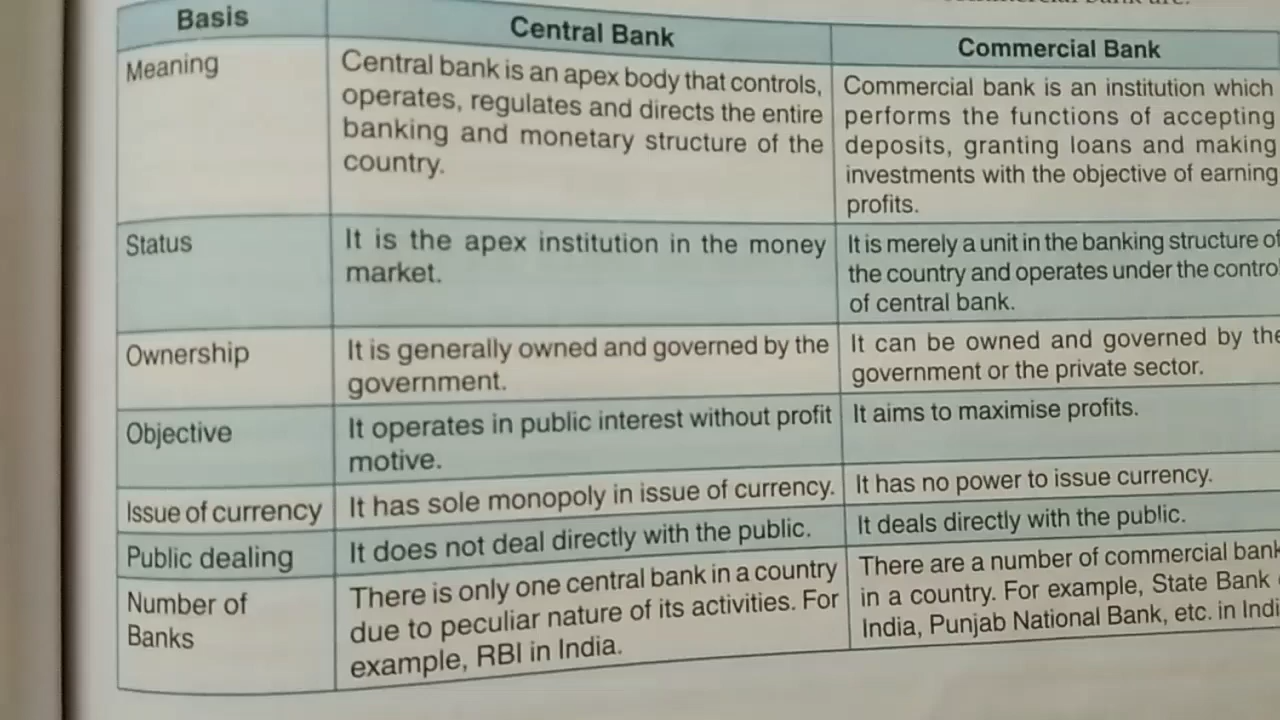 Basis
Central Bank
Commercial Bank
Meaning
Central bank is an apex body that controls,
operates, regulates and directs the entire
banking and monetary structure of the
country.
Commercial bank is an institution which
performs the functions of accepting
deposits, granting loans and making
investments with the objective of earning
profits.
Status
It is the apex institution in the money
market.
It is merely a unit in the banking structure of
the country and operates under the contro
of central bank.
Ownership
It is generally owned and governed by the
government.
It can be owned and governed by the
government or the private sector.
Objective
It operates in public interest without profit
motive.
It aims to maximise profits.
Issue of currency
It has sole monopoly in issue of currency.
It has no power to issue currency.
Public dealing
It does not deal directly with the public.
It deals directly with the public.
Number of
Banks
There is only one central bank in a country
due to peculiar nature of its activities. For
example, RBI in India.
There are a number of commercial bank
in a country. For example, State Bank
India, Punjab National Bank, etc. in Indi